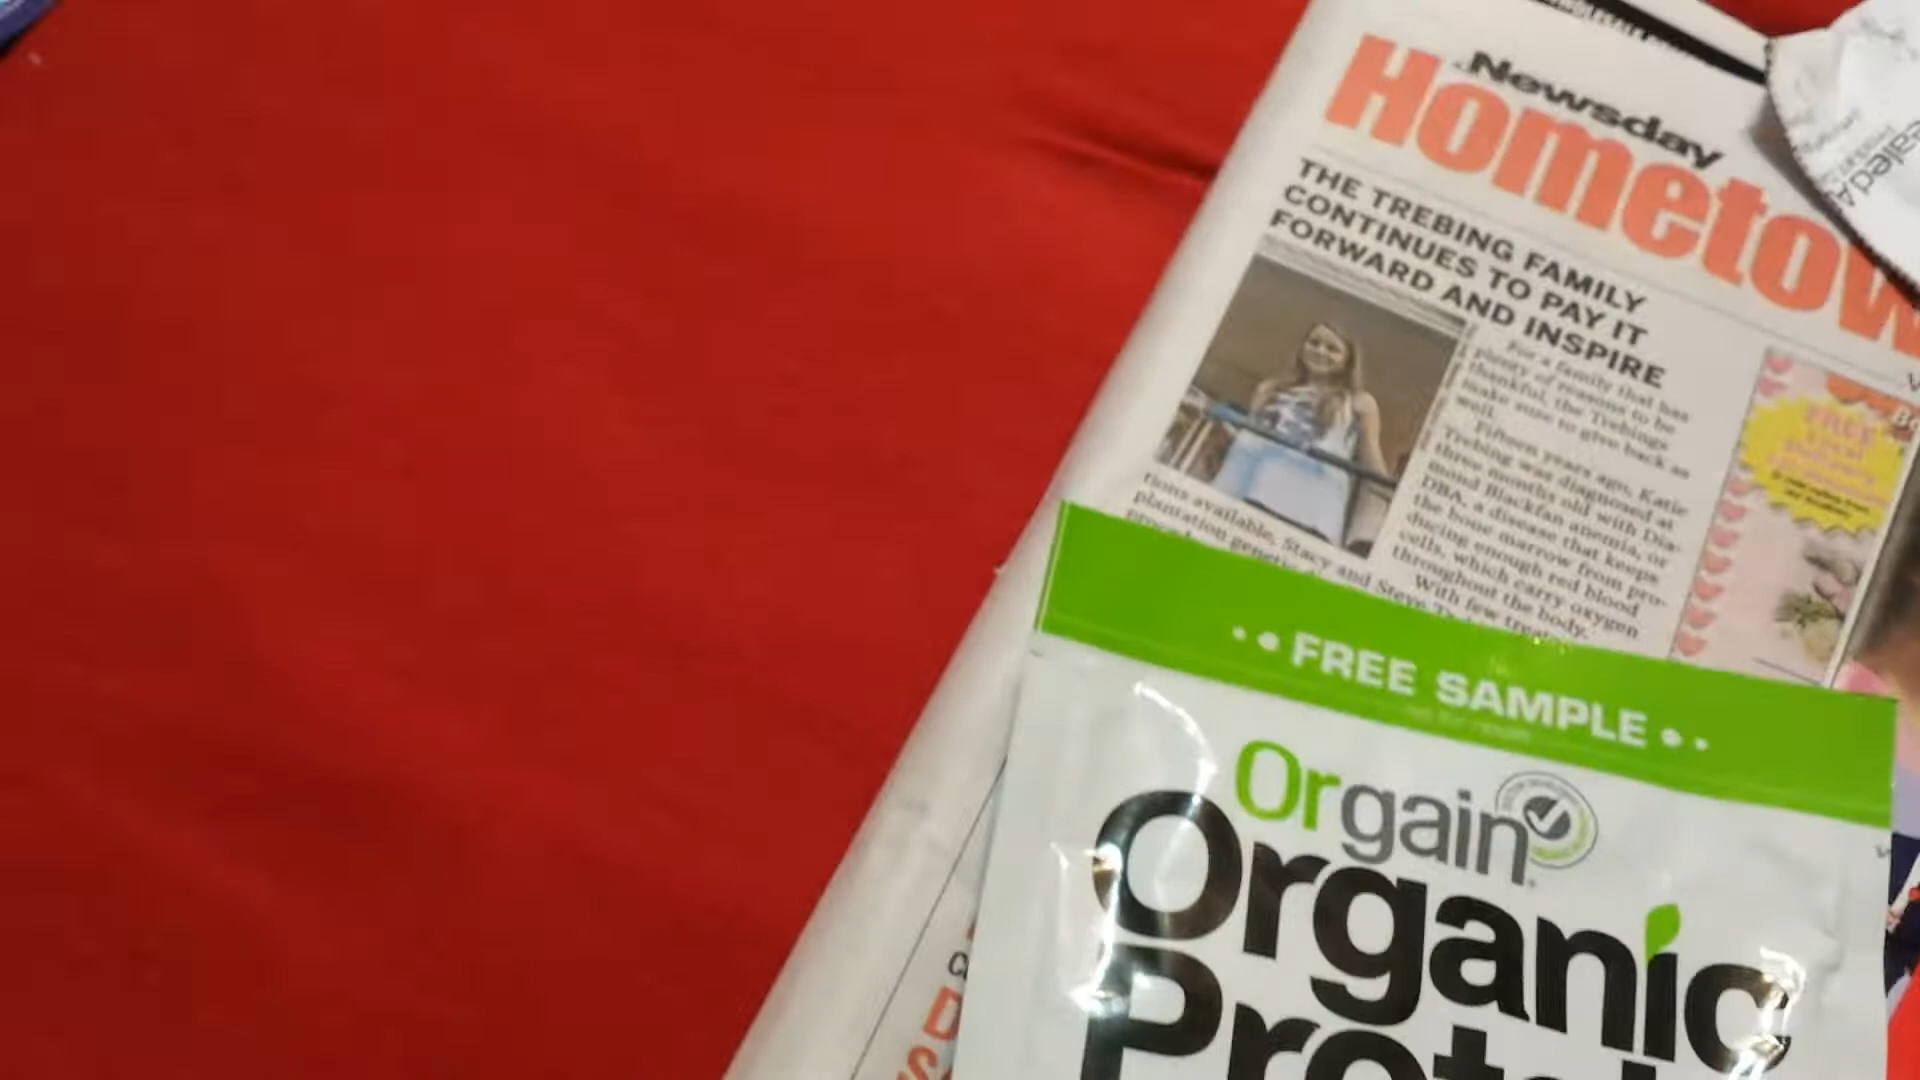 Newsday
Hometow
THE TREBING FAMILY
CONTINUES TO PAY IT
FORWARD AND INSPIRE
For a family that has
plenty of reasons to be
thankful, the Trebings
make sure to give back as
well.
Fifteen years ago, Katie
Trebing was diagnosed at
three months old with Dia-
mond Blackfan anemia, or
DBA, a disease that keeps
the bone marrow from pro-
ducing enough red blood
cells, which carry oxygen
throughout the body.
With few
tions available, Stacy and Steve
plantation
FREE
FREE SAMPLE
Orgain
Organic
Prote